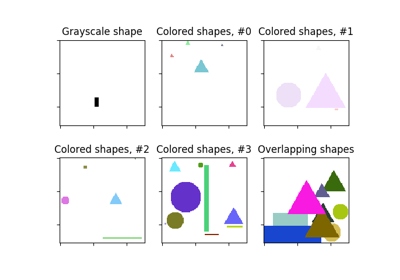 Grayscale shape
Colored shapes, #0
Colored shapes, #1
Colored shapes, #2
Colored shapes, #3
Overlapping shapes